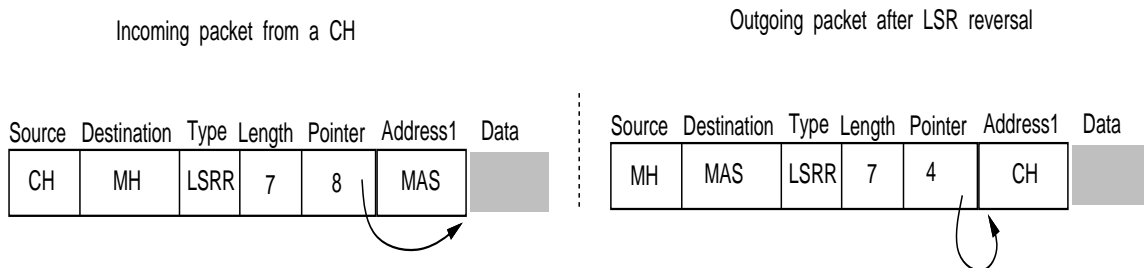 Incoming packet from a CH
Source Destination Type Length Pointer Address1 Data
CH MH LSRR 7 8 MAS
Outgoing packet after LSR reversal
Source Destination Type Length Pointer Address1 Data
MH MAS LSRR 7 4 CH